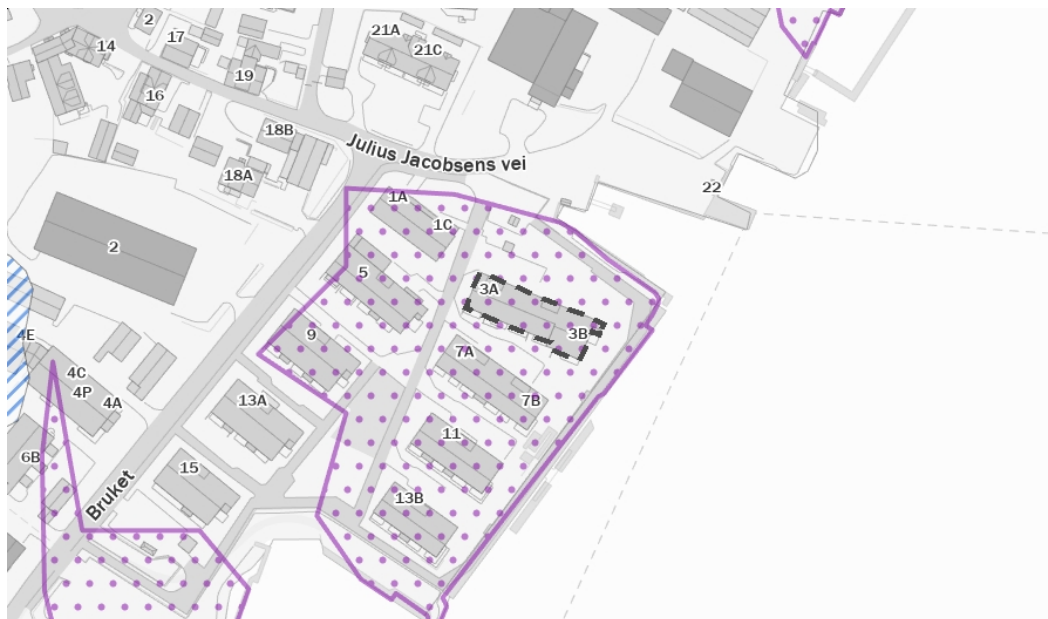 2
17
14
21A
21C
19
16
18B
Julius Jacobsens vei
18A
22
1A
1C
2
5
3A
3B
4E
9
7A
4C
4P
4A
7B
13A
11
6B
15
13B
Bruket